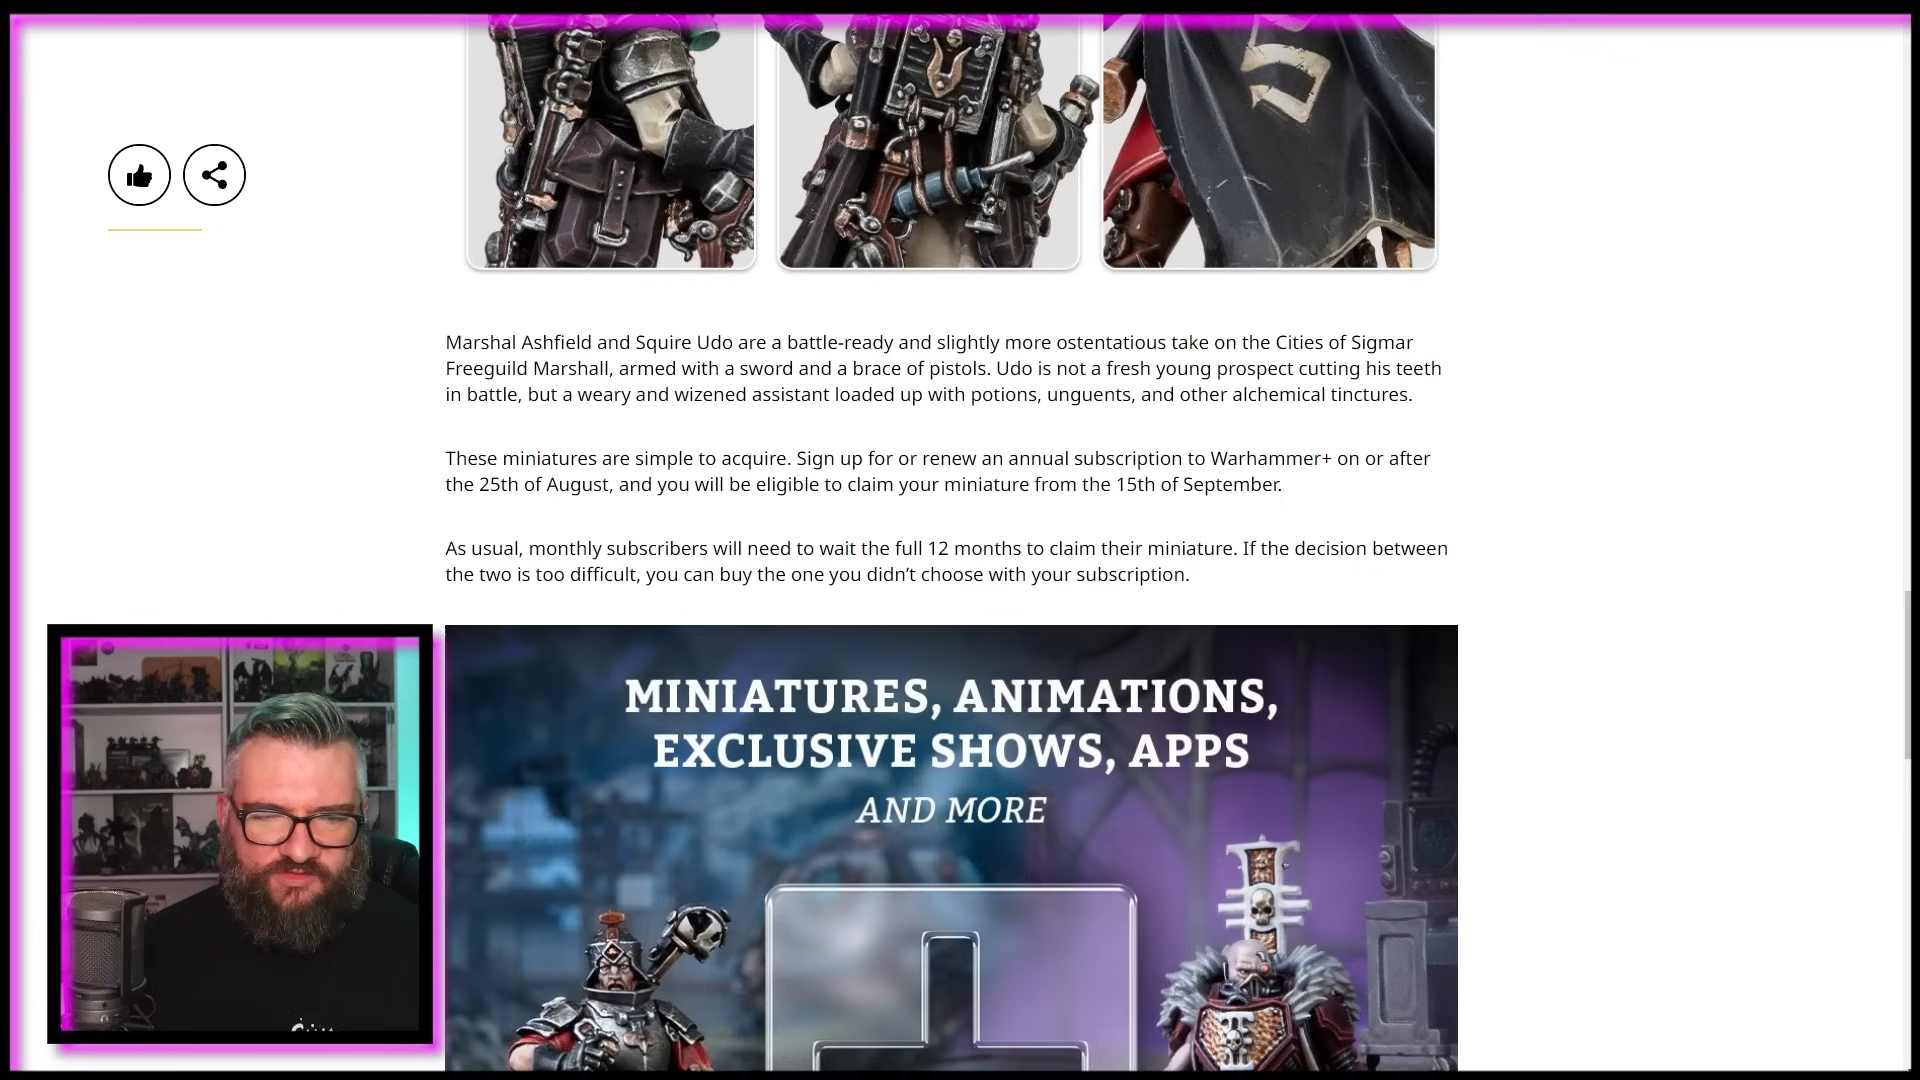 Marshal Ashfield and Squire Udo are a battle-ready and slightly more ostentatious take on the Cities of Sigmar
Freeguild Marshall, armed with a sword and a brace of pistols. Udo is not a fresh young prospect cutting his teeth
in battle, but a weary and wizened assistant loaded up with potions, unguents, and other alchemical tinctures.
These miniatures are simple to acquire. Sign up for or renew an annual subscription to Warhammer+ on or after
the 25th of August, and you will be eligible to claim your miniature from the 15th of September.
As usual, monthly subscribers will need to wait the full 12 months to claim their miniature. If the decision between
the two is too difficult, you can buy the one you didn’t choose with your subscription.
MINIATURES, ANIMATIONS,
EXCLUSIVE SHOWS, APPS
AND MORE